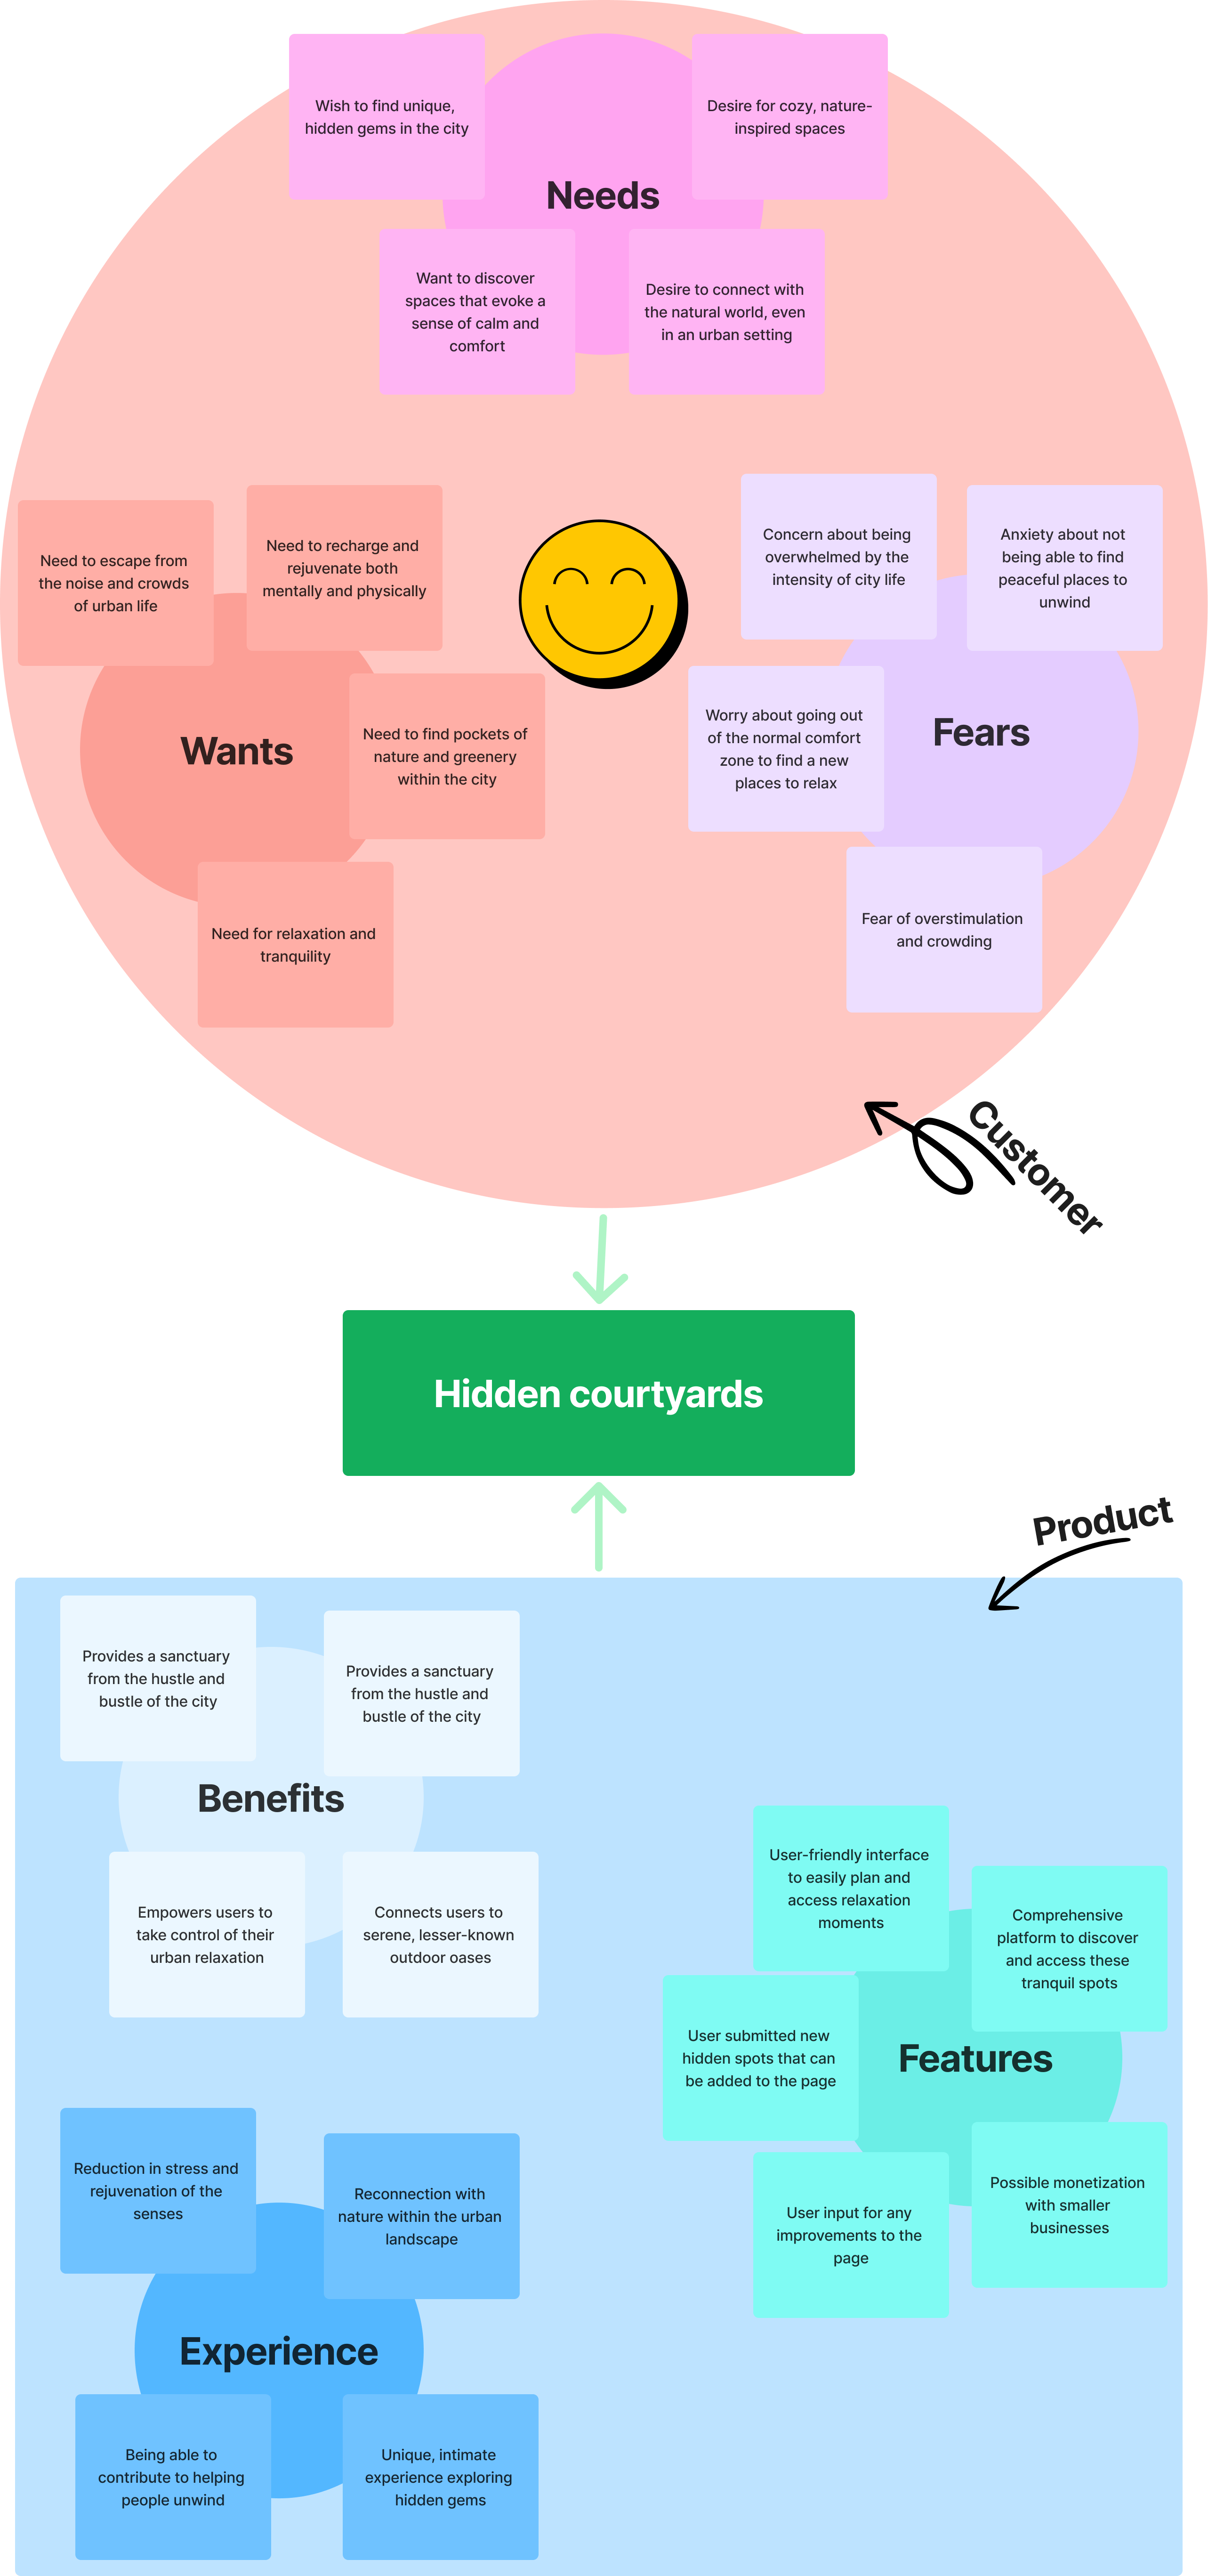 Wish to find unique,
hidden gems in the city
Desire for cozy, nature-
inspired spaces
Needs
Want to discover
spaces that evoke a
sense of calm and
comfort
Desire to connect with
the natural world, even
in an urban setting
Need to escape from
the noise and crowds
of urban life
Need to recharge and
rejuvenate both
mentally and physically
Wants
Need to find pockets of
nature and greenery
within the city
Need for relaxation and
tranquility
Concern about being
overwhelmed by the
intensity of city life
Anxiety about not
being able to find
peaceful places to
unwind
Worry about going out
of the normal comfort
zone to find a new
places to relax
Fears
Fear of overstimulation
and crowding
Customer
Hidden courtyards
Product
Provides a sanctuary
from the hustle and
bustle of the city
Provides a sanctuary
from the hustle and
bustle of the city
Benefits
Empowers users to
take control of their
urban relaxation
Connects users to
serene, lesser-known
outdoor oases
User-friendly interface
to easily plan and
access relaxation
moments
Comprehensive
platform to discover
and access these
tranquil spots
User submitted new
hidden spots that can
be added to the page
Features
User input for any
improvements to the
page
Possible monetization
with smaller
businesses
Reduction in stress and
rejuvenation of the
senses
Reconnection with
nature within the urban
landscape
Experience
Being able to
contribute to helping
people unwind
Unique, intimate
experience exploring
hidden gems